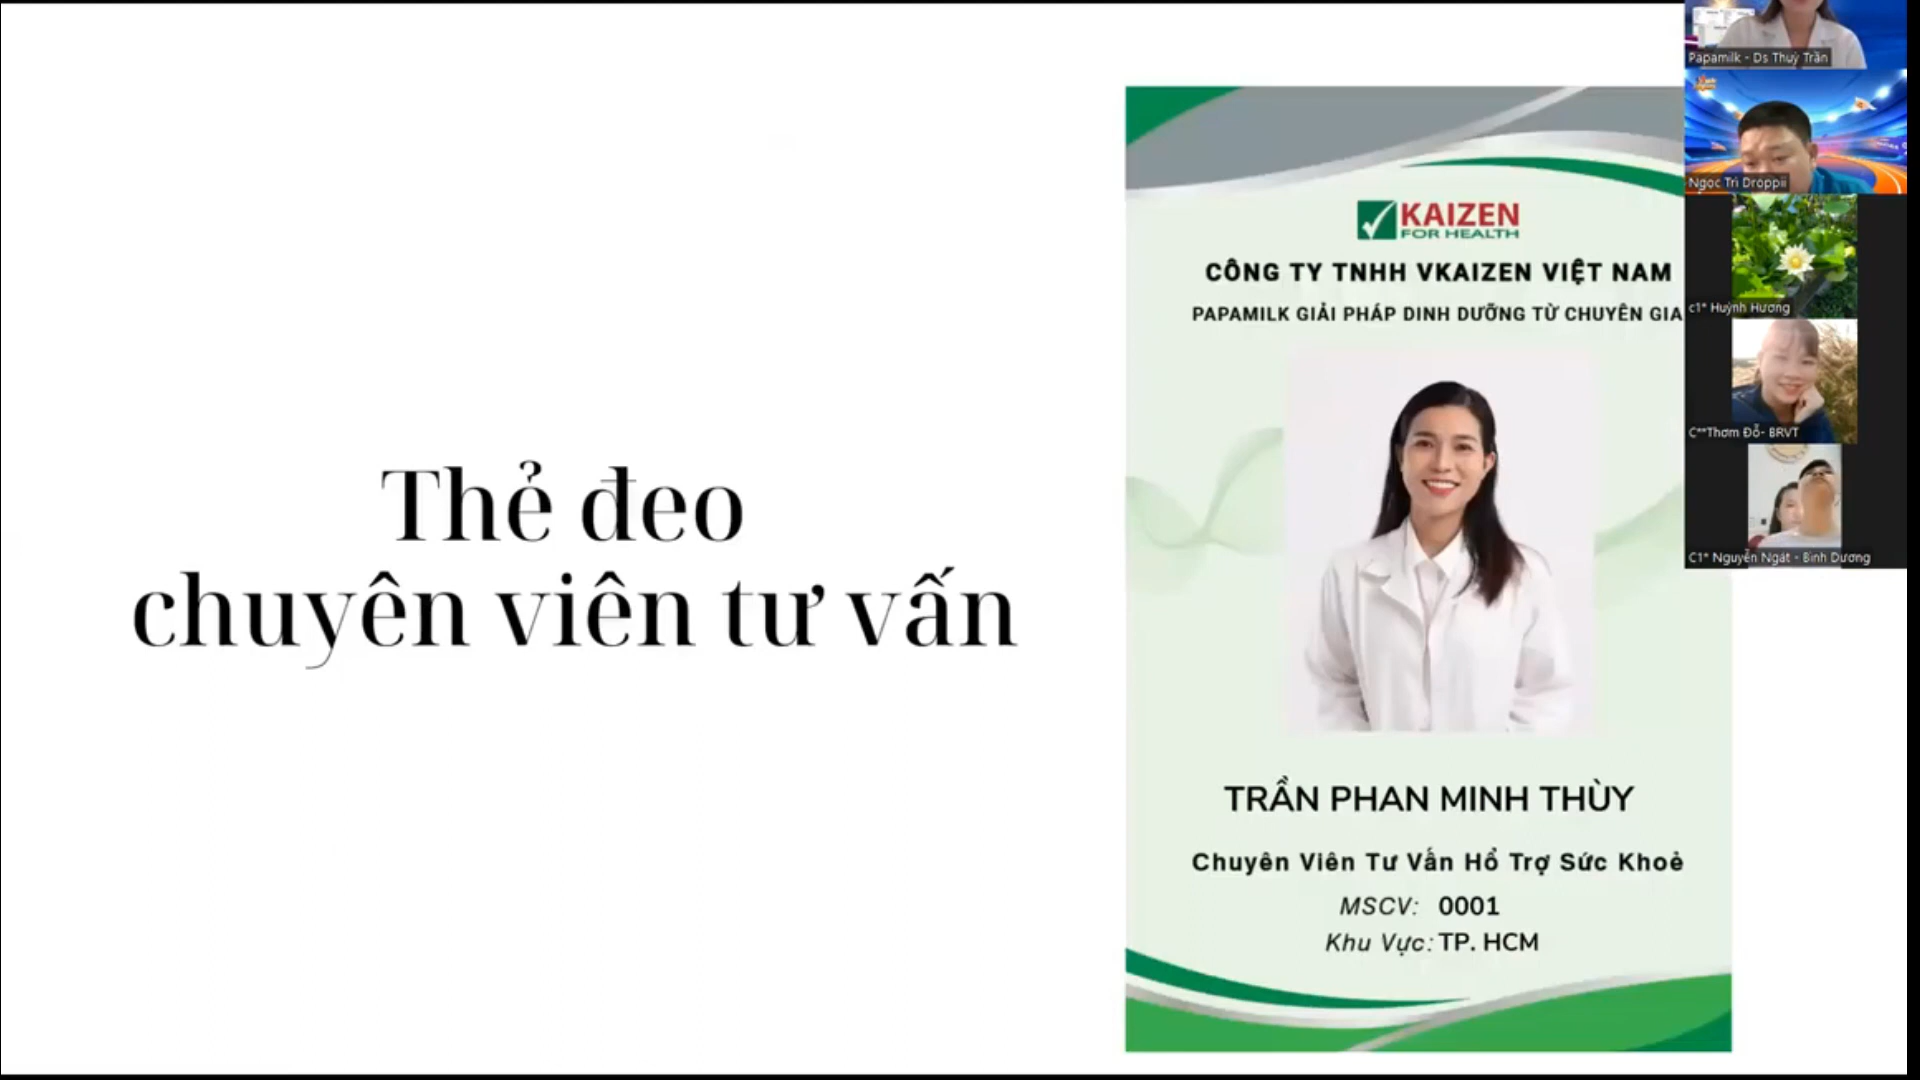 Thẻ đeo
chuyên viên tư vấn
KAIZEN
FOR HEALTH
CÔNG TY TNHH VKAIZEN VIỆT NAM
PAPAMILK GIẢI PHÁP DINH DƯỠNG TỪ CHUYÊN GIA
TRẦN PHAN MINH THÙY
Chuyên Viên Tư Vấn Hổ Trợ Sức Khoẻ
MSCV: 0001
Khu Vực: TP. HCM
Papamilk - Ds Thuỳ Trần
Ngọc Trí Droppii
c1* Huỳnh Hương
C**Thơm Đỗ- BRVT
C1* Nguyễn Ngát - Bình Dương